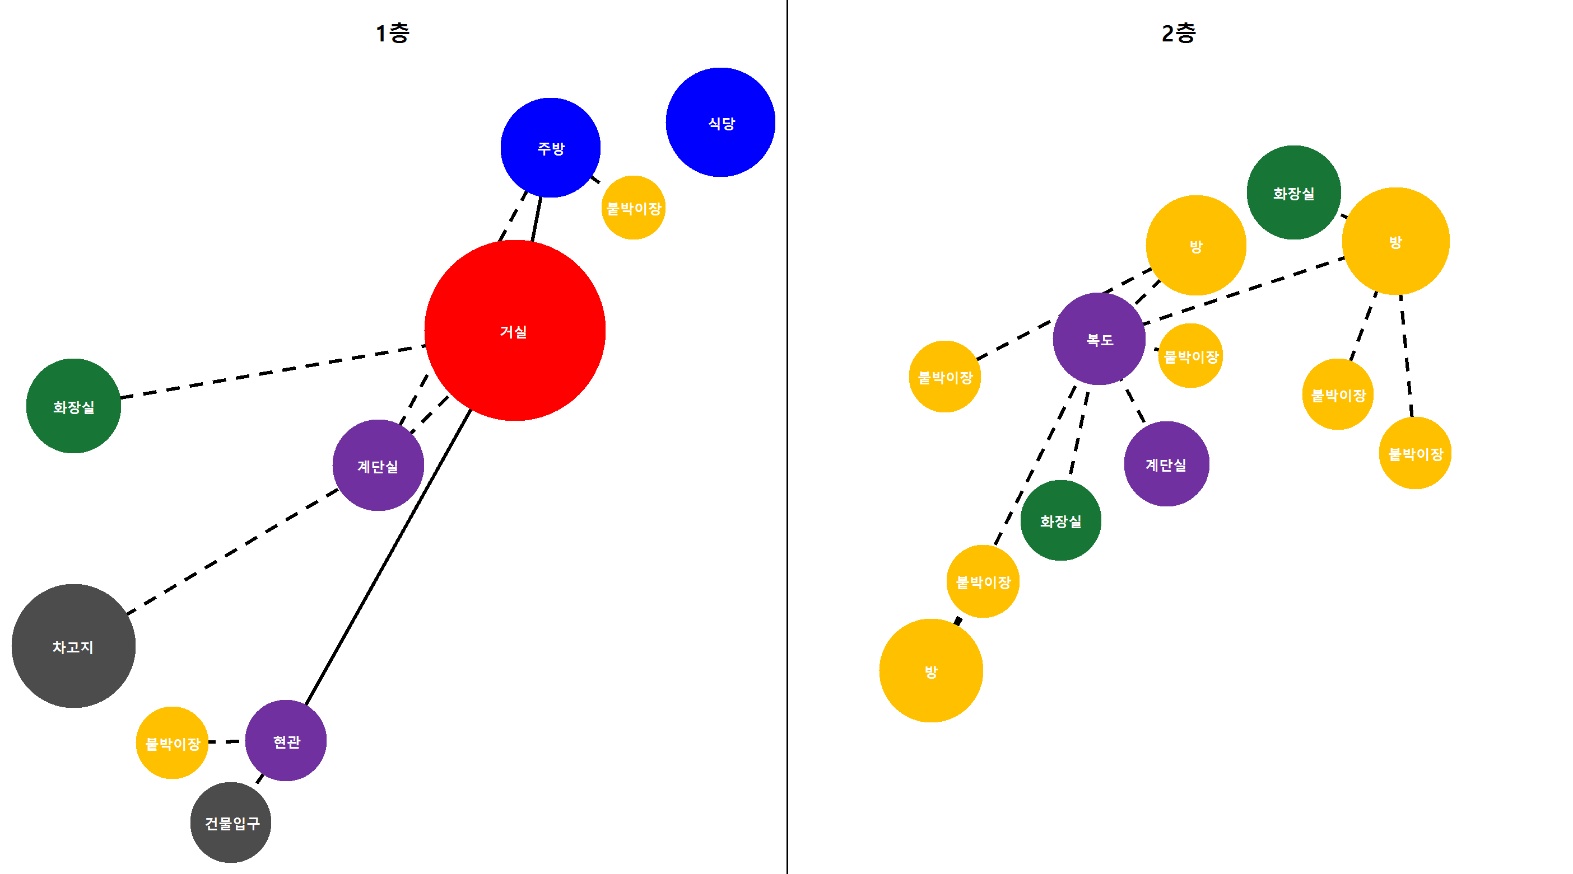 1층
식당
주방
붙박이장
거실
화장실
계단실
차고지
현관
붙박이장
건물입구
2층
화장실
방
방
복도
붙박이장
붙박이장
붙박이장
붙박이장
계단실
화장실
붙박이장
방